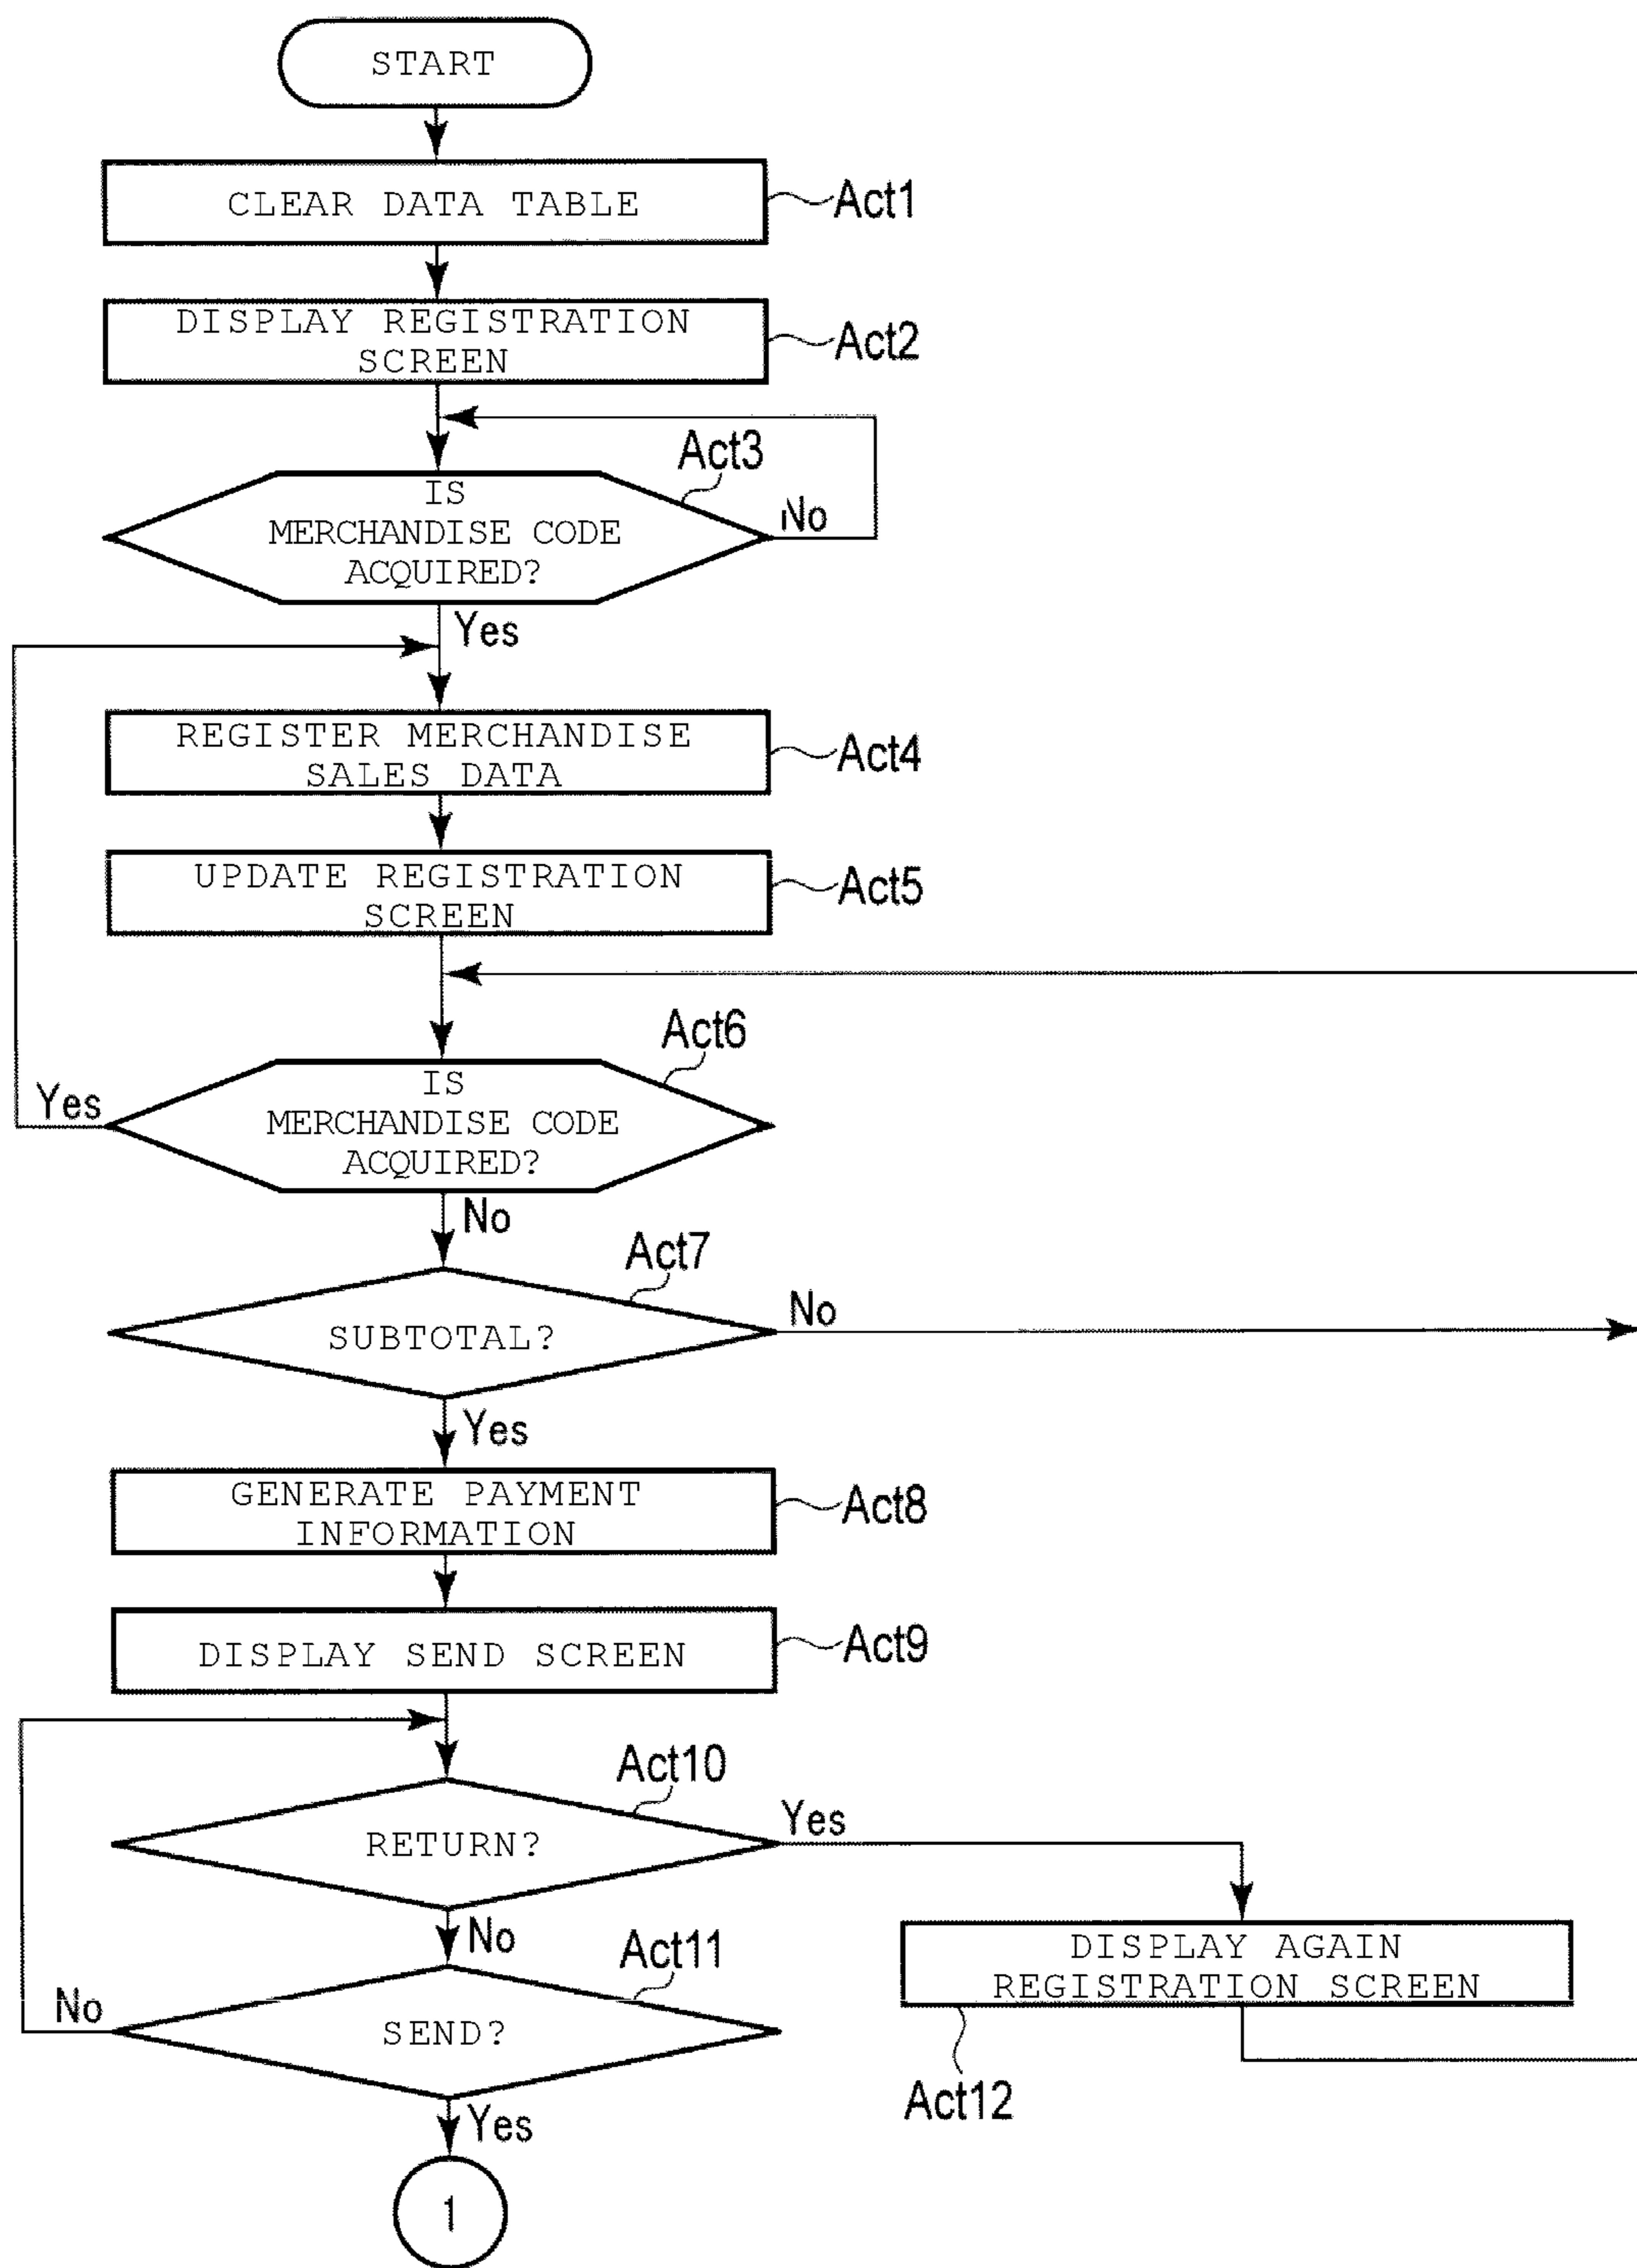 START
CLEAR DATA TABLE
Act1
DISPLAY REGISTRATION
SCREEN
Act2
Act3
IS
MERCHANDISE CODE
ACQUIRED?
No
Yes
REGISTER MERCHANDISE
SALES DATA
Act4
UPDATE REGISTRATION
SCREEN
Act5
Act6
IS
MERCHANDISE CODE
ACQUIRED?
Yes
No
Act7
SUBTOTAL?
No
Yes
GENERATE PAYMENT
INFORMATION
Act8
DISPLAY SEND SCREEN
Act9
Act10
RETURN?
Yes
No
Act11
SEND?
No
Yes
DISPLAY AGAIN
REGISTRATION SCREEN
Act12
1